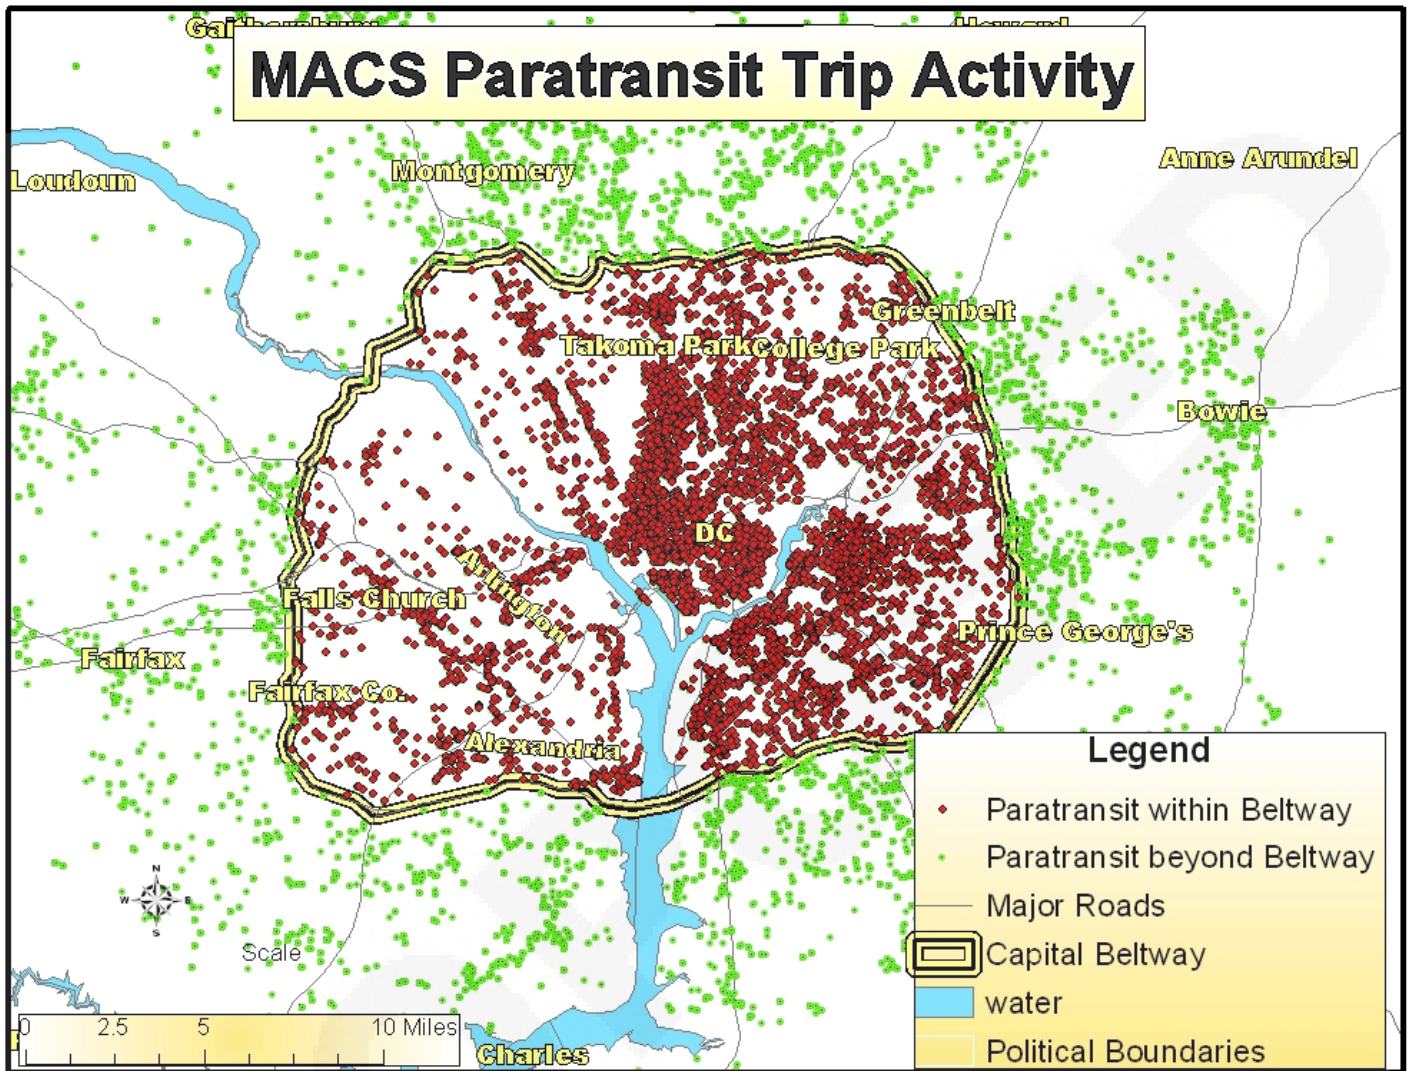 Howard
MACS Paratransit Trip Activity
Montgomery
Anne Arundel
Loudoun
Greenbelt
Takoma Park
College Park
Bowie
DC
Arlington
Falls Church
Prince George's
Fairfax
Fairfax Co.
Alexandria
Legend
Paratransit within Beltway
Paratransit beyond Beltway
Major Roads
Capital Beltway
water
Political Boundaries
N
W
E
S
Scale
0 2.5 5 10 Miles
Charles